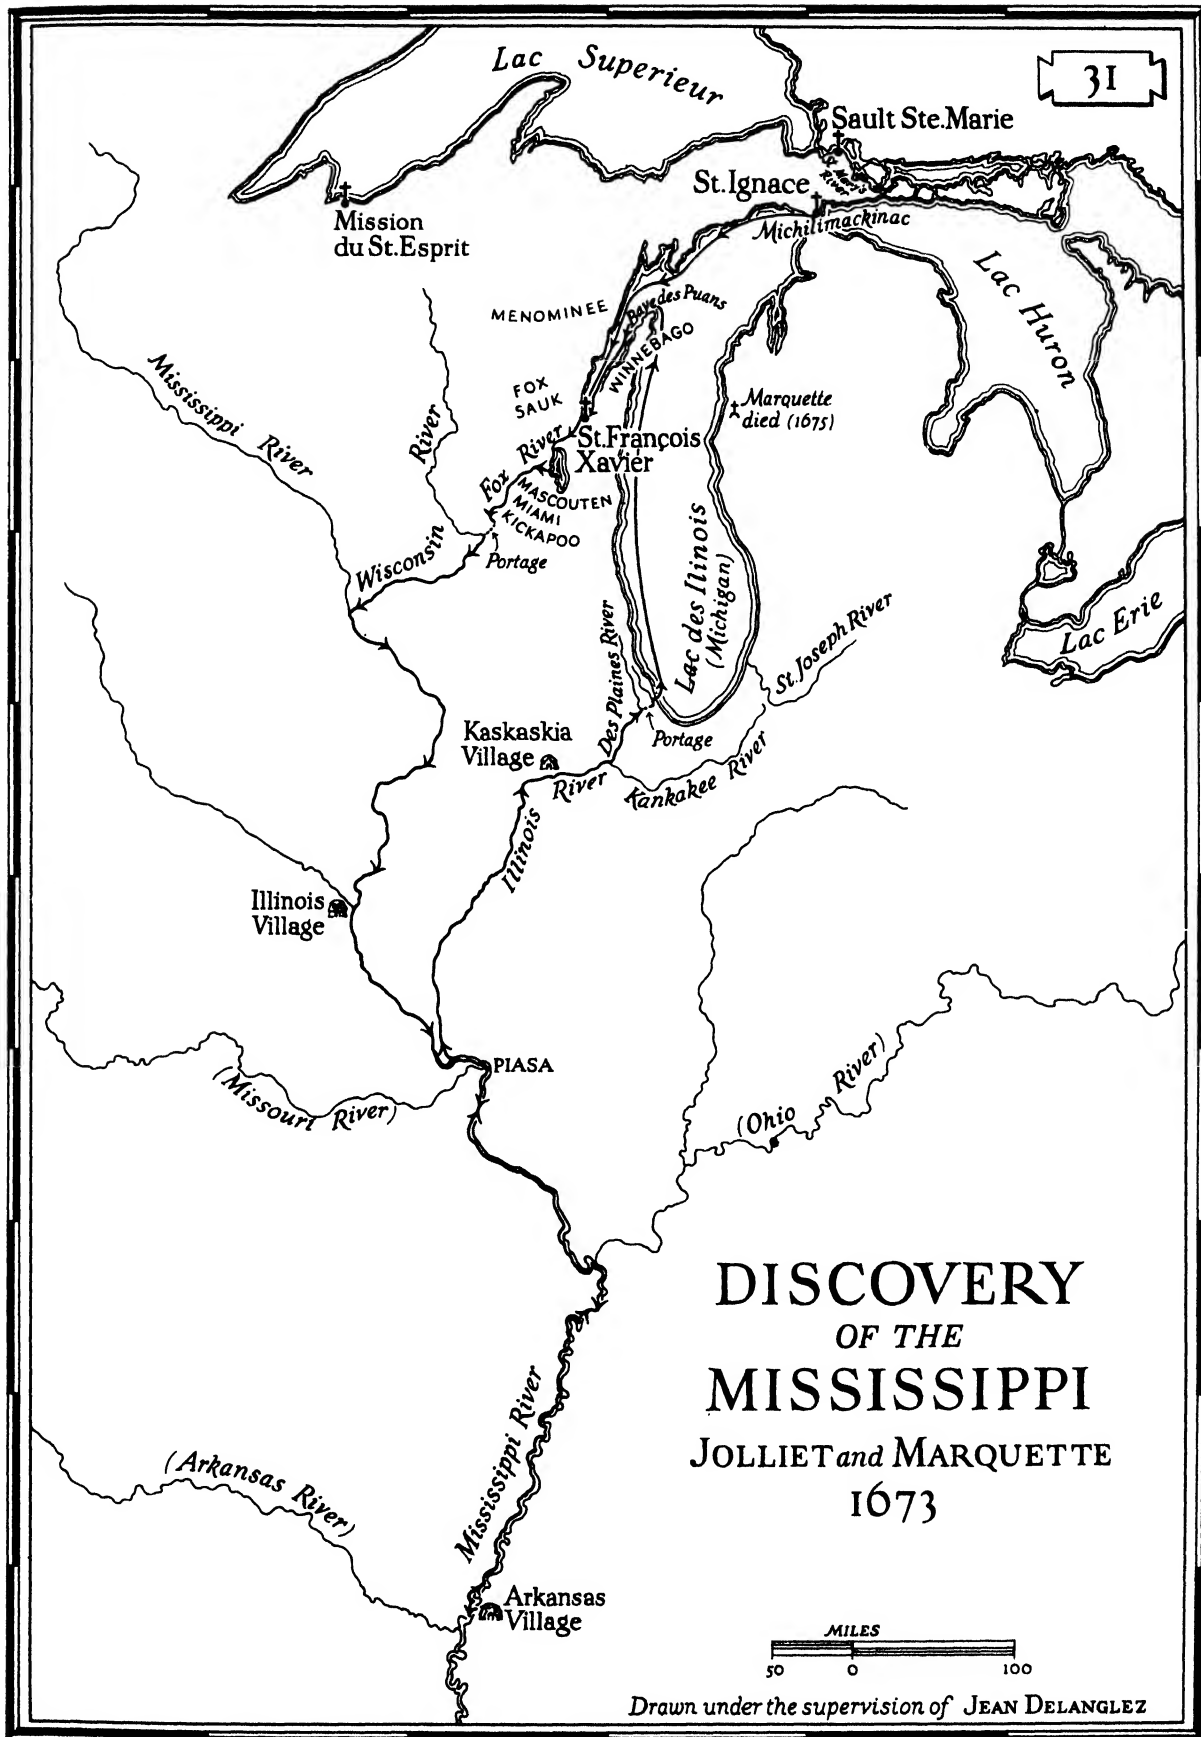 Lac Superieur
31
Sault Ste.Marie
St. Mary's
River
St.Ignace
Michilimackinac
Mission
du St.Esprit
Lac Huron
MENOMINEE
Baye des Puans
WINNEBAGO
FOX
SAUK
Mississippi River
River
Marquette
died (1675)
St.François
Xavier
Fox River
MASCOUTEN
MIAMI
KICKAPOO
Portage
Wisconsin
Lac des Ilinois
(Michigan)
Lac Erie
Des Plaines River
St. Joseph River
Kaskaskia
Village
Portage
River
Kankakee River
Illinois
Illinois
Village
PIASA
(Missouri River)
(Ohio River)
DISCOVERY
OF THE
MISSISSIPPI
JOLLIET and MARQUETTE
1673
Mississippi River
(Arkansas River)
Arkansas
Village
MILES
50 0 100
Drawn under the supervision of JEAN DELANGLEZ